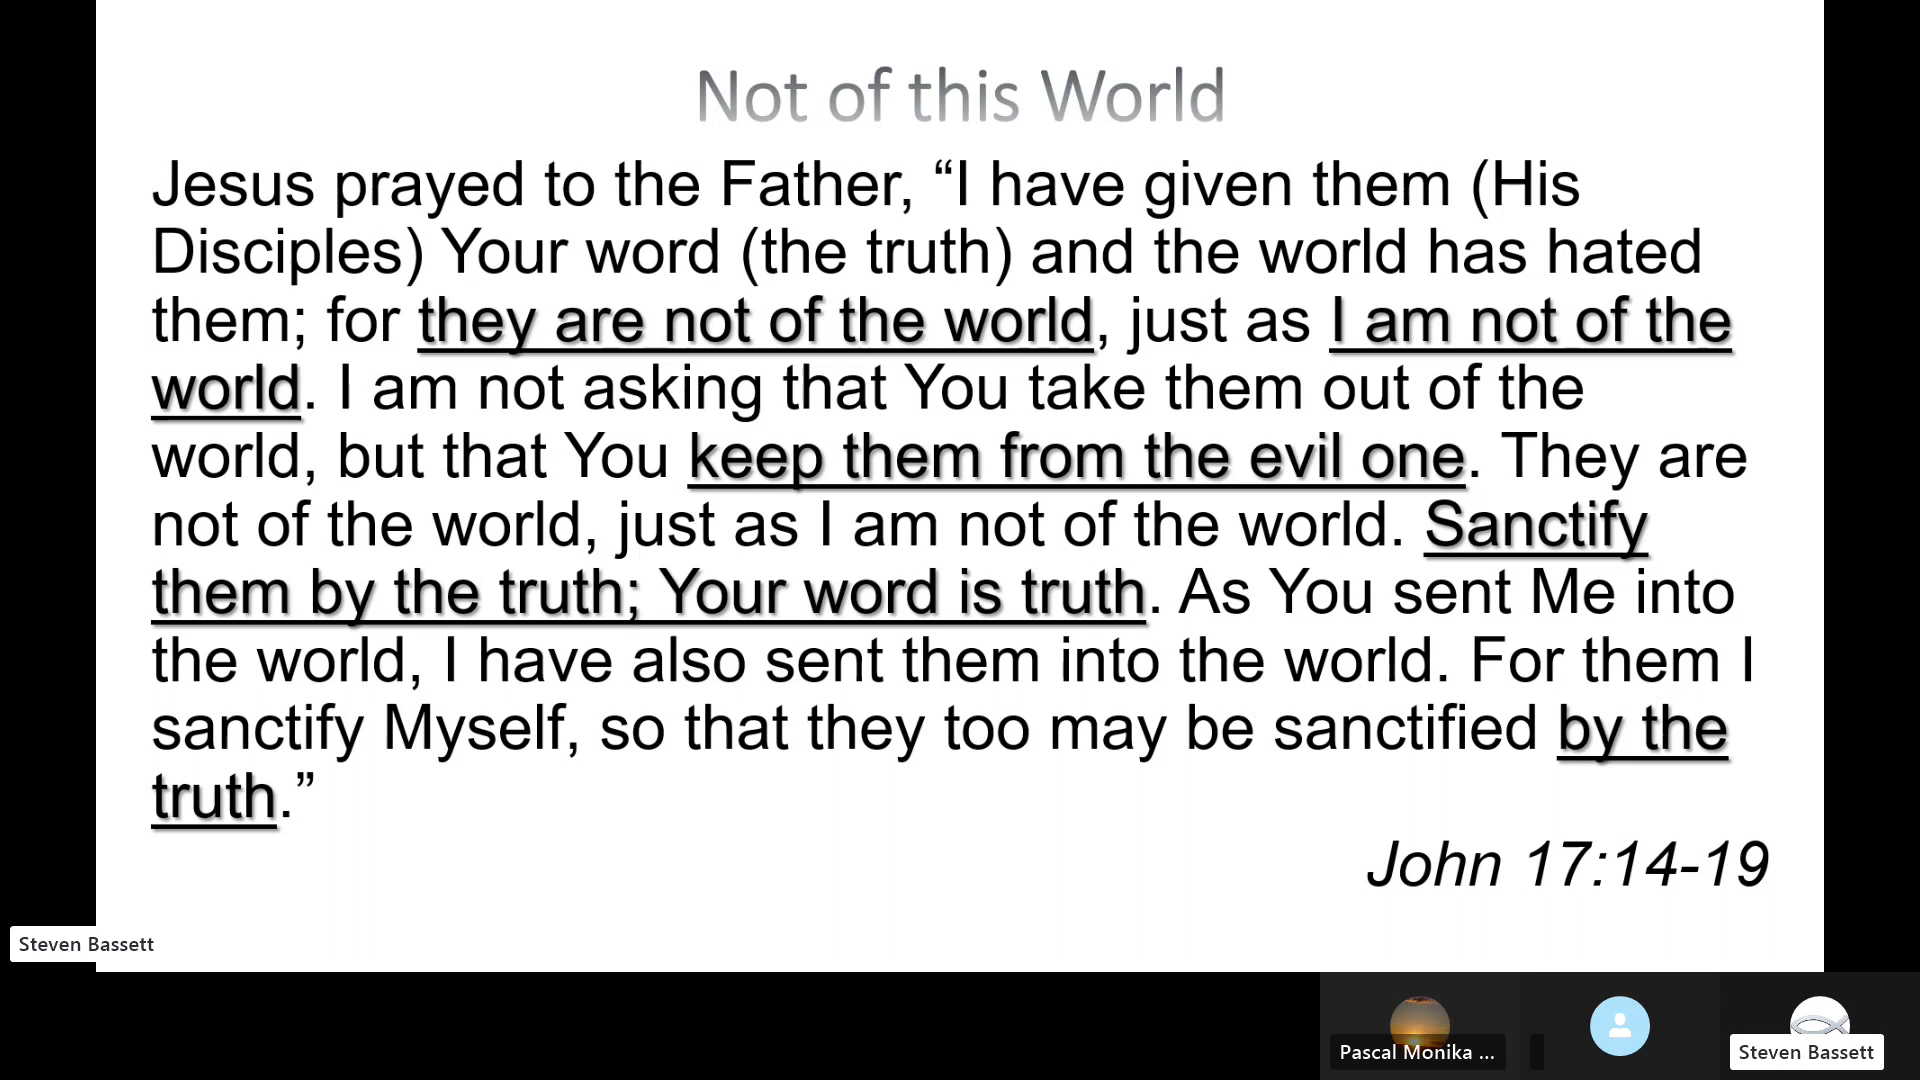 Not of this World
Jesus prayed to the Father, “I have given them (His
Disciples) Your word (the truth) and the world has hated
them; for they are not of the world, just as I am not of the
world. I am not asking that You take them out of the
world, but that You keep them from the evil one. They are
not of the world, just as I am not of the world. Sanctify
them by the truth; Your word is truth. As You sent Me into
the world, I have also sent them into the world. For them I
sanctify Myself, so that they too may be sanctified by the
truth.”
John 17:14-19
Steven Bassett
Pascal Monika ...
Steven Bassett